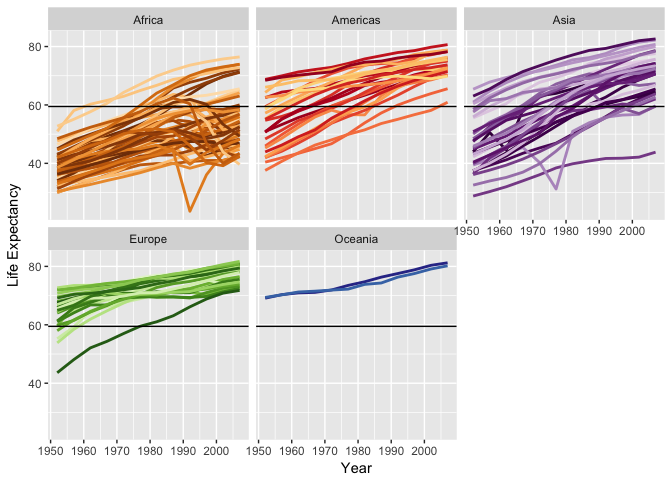 Africa Americas Asia
80
60
40
1950 1960 1970 1980 1990 2000
Life Expectancy
Europe Oceania
80
60
40
1950 1960 1970 1980 1990 2000 1950 1960 1970 1980 1990 2000
Year